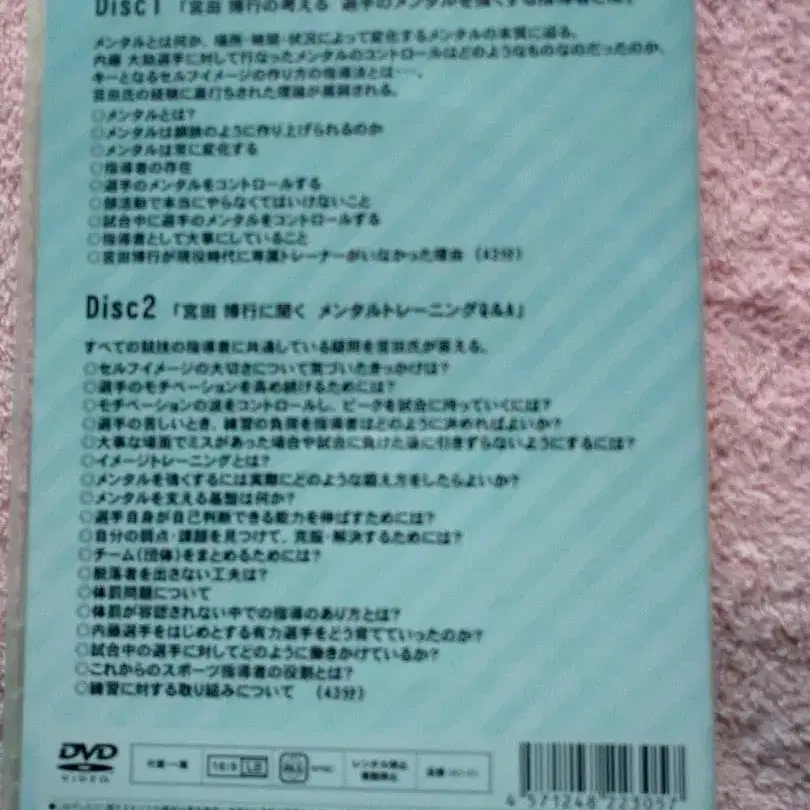 Disc1 「宮田 博行の考える 選手のメンタルを強くする指導者とは」
メンタルとは何か、場所・時間・状況によって変化するメンタルの本質に迫る。
内藤 大助選手に対して行なったメンタルのコントロールはどのようなものなのだったのか、
キーとなるセルフイメージの作り方の指導法とは…、
宮田氏の経験に裏打ちされた理論が展開される。
○メンタルとは?
○メンタルは鋼鉄のように作り上げられるのか
○メンタルは常に変化する
○指導者の存在
○選手のメンタルをコントロールする
○部活動で本当にやらなくてはいけないこと
○試合中に選手のメンタルをコントロールする
○指導者として大事にしていること
○宮田博行が現役時代に専属トレーナーがいなかった理由 (43分)
Disc2 「宮田 博行に聞く メンタルトレーニングQ&A」
すべての競技の指導者に共通している疑問を宮田氏が答える。
○セルフイメージの大切さについて気づいたきっかけは?
○選手のモチベーションを高め続けるためには?
○モチベーションの波をコントロールし、ピークを試合に持っていくには?
○選手の苦しいとき、練習の負荷を指導者はどのように決めればよいか?
○大事な場面でミスがあった場合や試合に負けた後に引きずらないようにするには?
○イメージトレーニングとは?
○メンタルを強くするには実際にどのような鍛え方をしたらよいか?
○メンタルを支える基盤は何か?
○選手自身が自己判断できる能力を伸ばすためには?
○自分の弱点・課題を見つけて、克服・解決するためには?
○チーム(団体)をまとめるためには?
○脱落者を出さない工夫は?
○体罰問題について
○体罰が容認されない中での指導のあり方とは?
○内藤選手をはじめとする有力選手をどう育てていったのか?
○試合中の選手に対してどのように働きかけているか?
○これからのスポーツ指導者の役割とは?
○練習に対する取り組みについて (43分)
DVD VIDEO 片面一層 16:9 LB ALL NTSC レンタル禁止 複製禁止
4 571248 223057